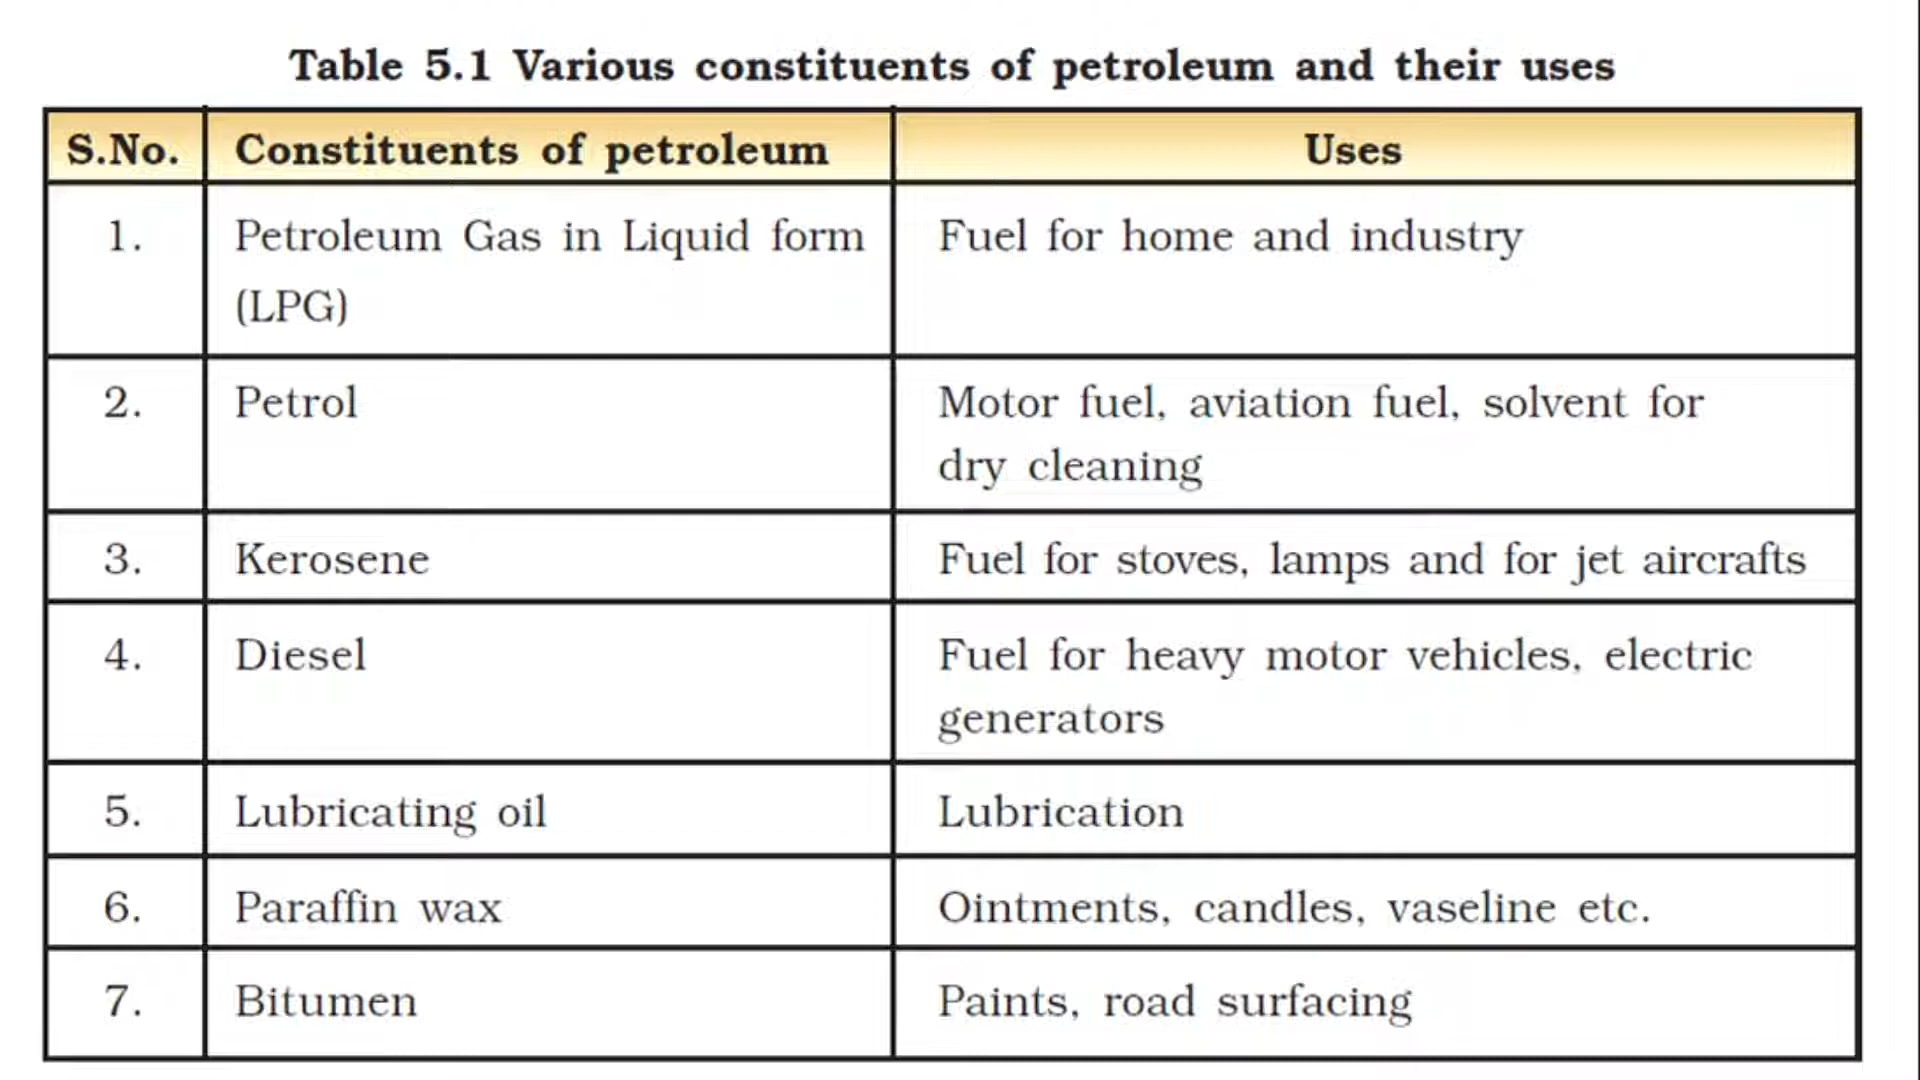 Table 5.1 Various constituents of petroleum and their uses
S.No. Constituents of petroleum Uses
1. Petroleum Gas in Liquid form Fuel for home and industry
(LPG)
2. Petrol Motor fuel, aviation fuel, solvent for
dry cleaning
3. Kerosene Fuel for stoves, lamps and for jet aircrafts
4. Diesel Fuel for heavy motor vehicles, electric
generators
5. Lubricating oil Lubrication
6. Paraffin wax Ointments, candles, vaseline etc.
7. Bitumen Paints, road surfacing